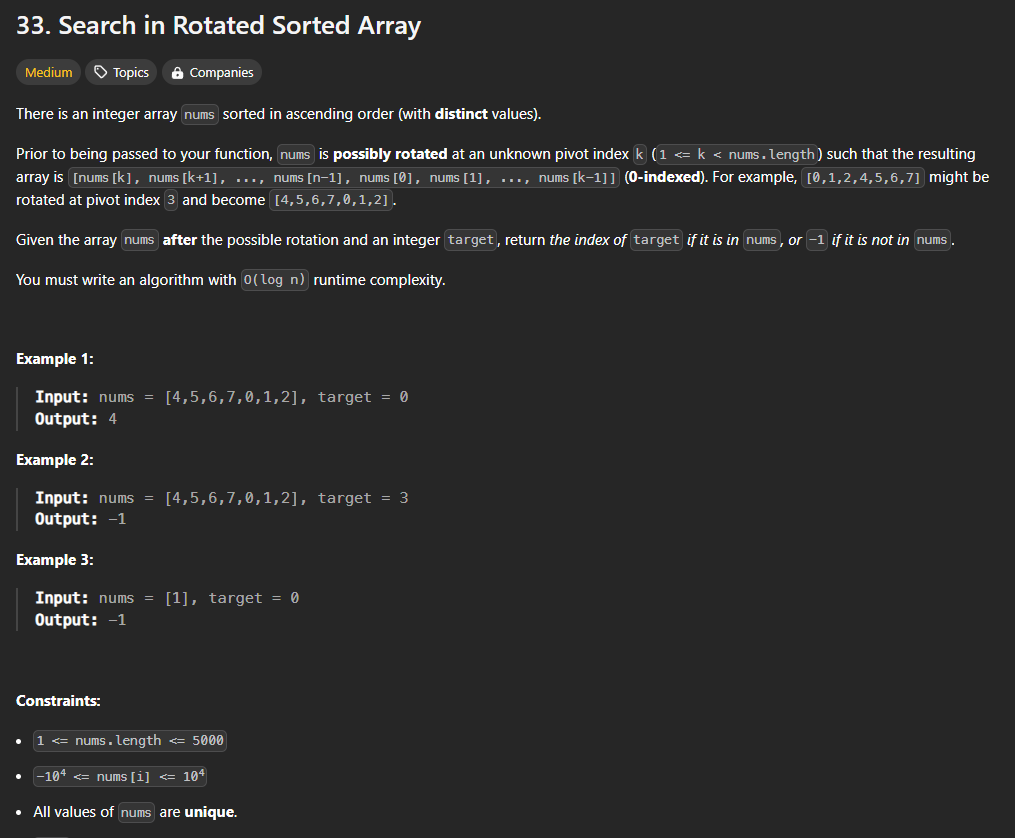 33. Search in Rotated Sorted Array
Medium Topics Companies
There is an integer array nums sorted in ascending order (with distinct values).
Prior to being passed to your function, nums is possibly rotated at an unknown pivot index k (1 <= k < nums.length) such that the resulting
array is [nums[k], nums[k+1], ..., nums[n-1], nums[0], nums[1], ..., nums[k-1]] (0-indexed). For example, [0,1,2,4,5,6,7] might be
rotated at pivot index 3 and become [4,5,6,7,0,1,2].
Given the array nums after the possible rotation and an integer target, return the index of target if it is in nums, or -1 if it is not in nums.
You must write an algorithm with O(log n) runtime complexity.
Example 1:
Input: nums = [4,5,6,7,0,1,2], target = 0
Output: 4
Example 2:
Input: nums = [4,5,6,7,0,1,2], target = 3
Output: -1
Example 3:
Input: nums = [1], target = 0
Output: -1
Constraints:
• 1 <= nums.length <= 5000
• -10⁴ <= nums[i] <= 10⁴
• All values of nums are unique.